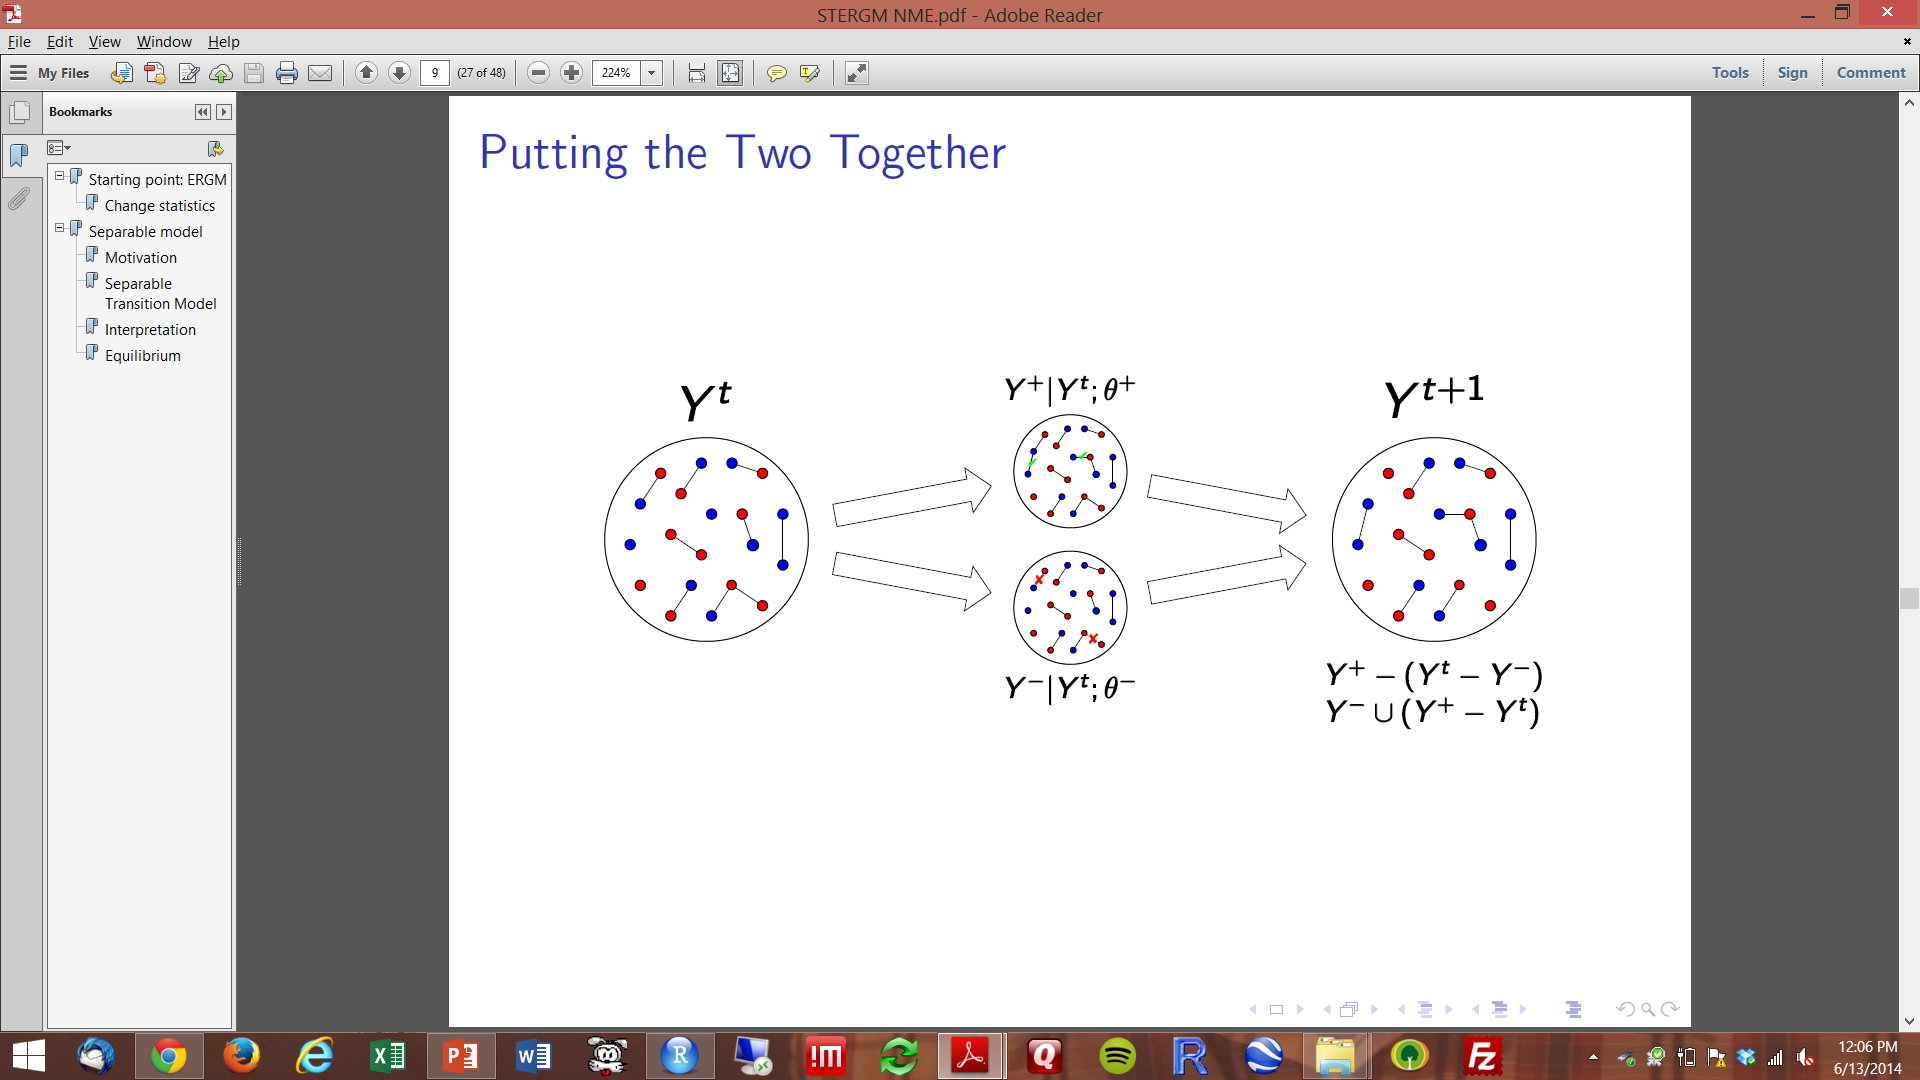 STERGM NME.pdf - Adobe Reader
File Edit View Window Help
My Files 9 (27 of 48) 224% Tools Sign Comment
Bookmarks
Starting point: ERGM
Change statistics
Separable model
Motivation
Separable
Transition Model
Interpretation
Equilibrium
Putting the Two Together
Y^t
Y^+|Y^t; θ^+
Y^{t+1}
Y^-|Y^t; θ^-
Y^+ − (Y^t − Y^-)
Y^- ∪ (Y^+ − Y^t)
12:06 PM
6/13/2014